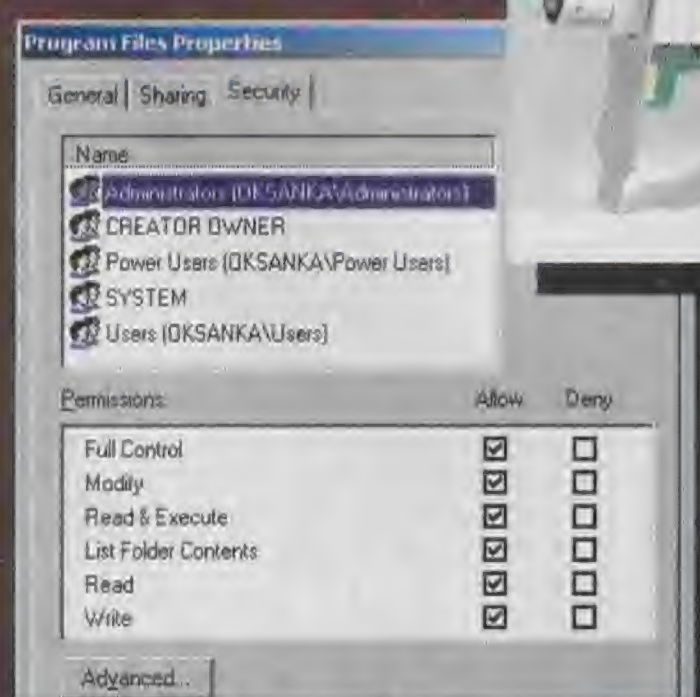 Program Files Properties
General Sharing Security
Name
Administrators (OKSANKA\Administrators)
CREATOR OWNER
Power Users (OKSANKA\Power Users)
SYSTEM
Users (OKSANKA\Users)
Permissions: Allow Deny
Full Control
Modify
Read & Execute
List Folder Contents
Read
Write
Advanced...